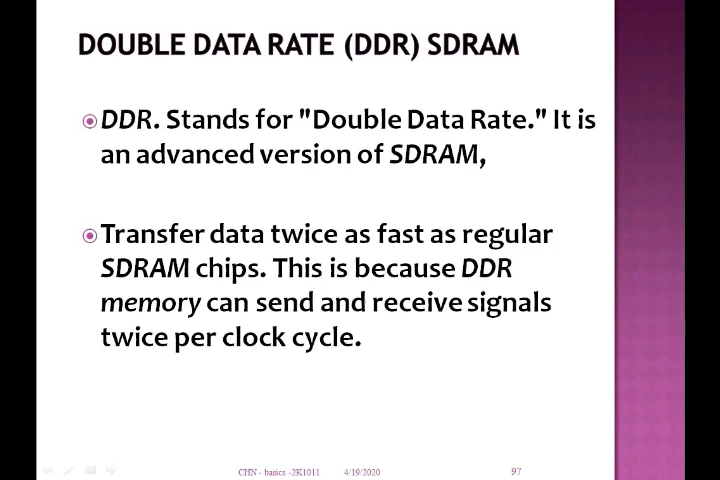 DOUBLE DATA RATE (DDR) SDRAM
DDR. Stands for "Double Data Rate." It is
an advanced version of SDRAM,
Transfer data twice as fast as regular
SDRAM chips. This is because DDR
memory can send and receive signals
twice per clock cycle.
CHN - basics -2K1011 4/19/2020 97